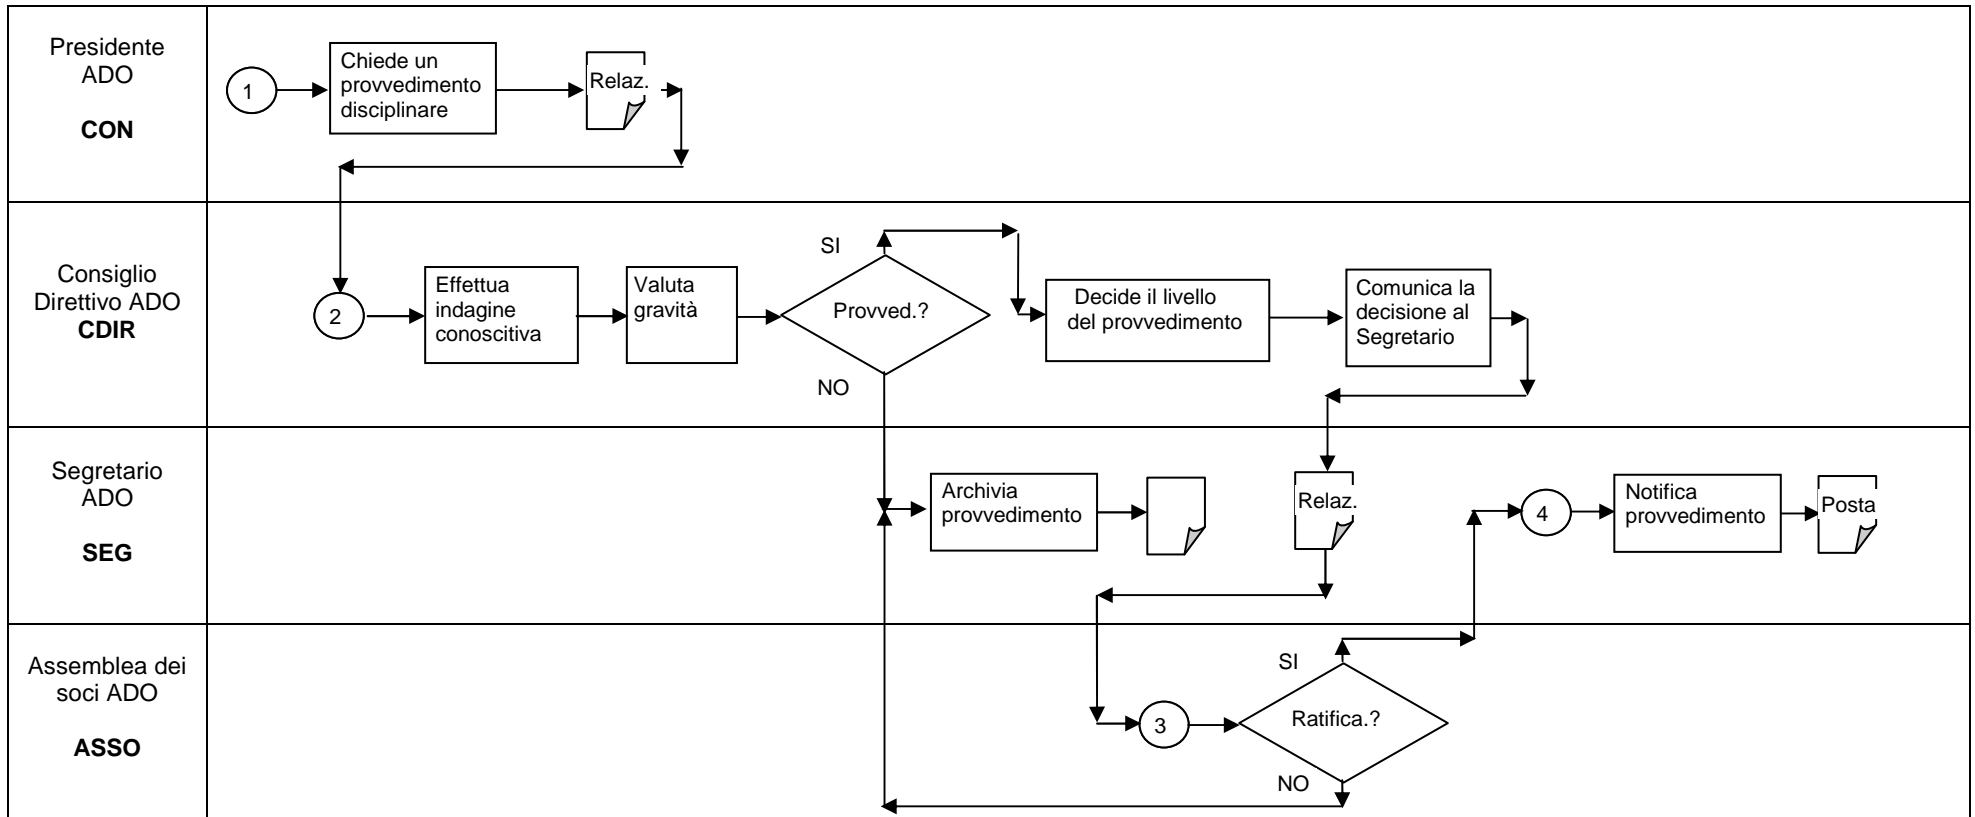 Presidente
ADO
CON
1
Chiede un
provvedimento
disciplinare
Relaz.
Consiglio
Direttivo ADO
CDIR
2
Effettua
indagine
conoscitiva
Valuta
gravità
SI
Provved.?
NO
Decide il livello
del provvedimento
Comunica la
decisione al
Segretario
Segretario
ADO
SEG
Archivia
provvedimento
Relaz.
4
Notifica
provvedimento
Posta
Assemblea dei
soci ADO
ASSO
3
SI
Ratifica.?
NO